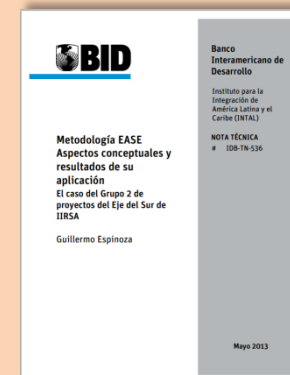 BID
Metodología EASE
Aspectos conceptuales y
resultados de su
aplicación
El caso del Grupo 2 de
proyectos del Eje del Sur de
IIRSA
Guillermo Espinoza
Banco
Interamericano de
Desarrollo
Instituto para la
Integración de
América Latina y el
Caribe (INTAL)
NOTA TÉCNICA
# IDB-TN-536
Mayo 2013